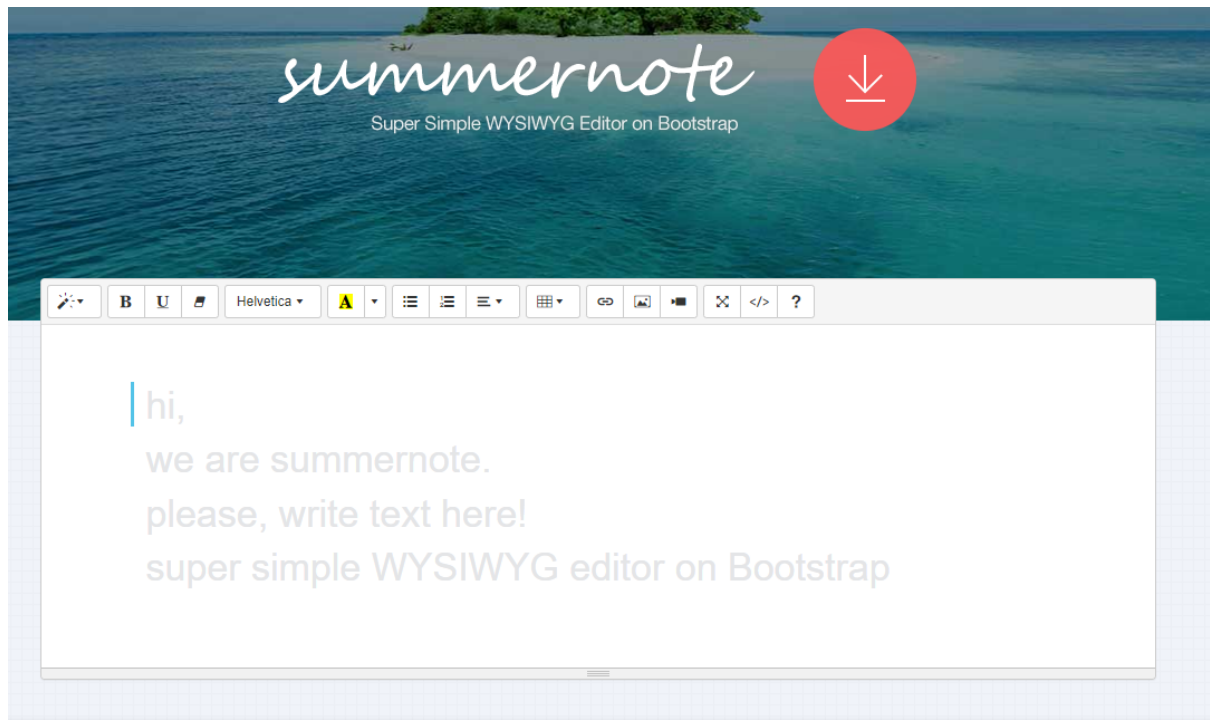 summernote
Super Simple WYSIWYG Editor on Bootstrap
B U Helvetica A </> ?
hi,
we are summernote.
please, write text here!
super simple WYSIWYG editor on Bootstrap